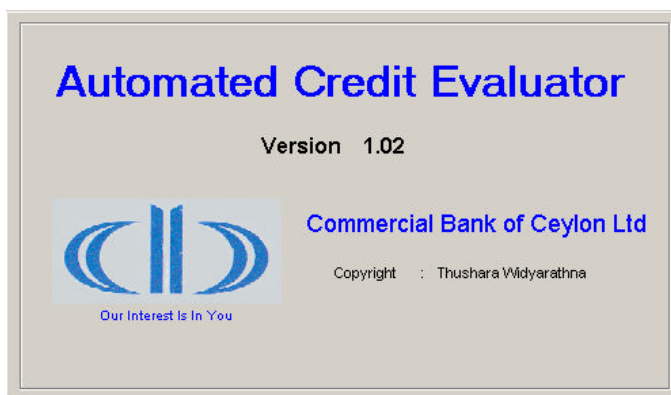 Automated Credit Evaluator
Version 1.02
Commercial Bank of Ceylon Ltd
Copyright : Thushara Widyarathna
Our Interest Is In You